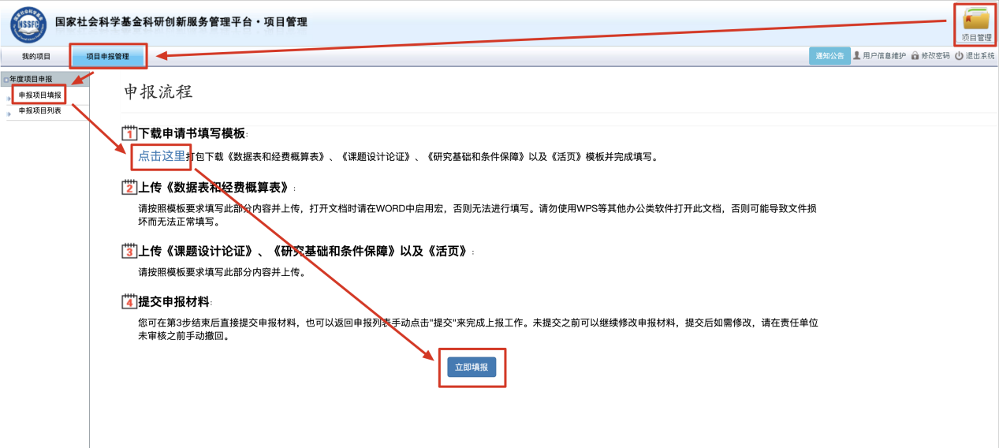 NSSFC
国家社会科学基金科研创新服务管理平台·项目管理
项目管理
我的项目
项目申报管理
通知公告
用户信息维护
修改密码
退出系统
年度项目申报
申报项目填报
申报项目列表
申报流程
1下载申请书填写模板:
点击这里打包下载《数据表和经费概算表》、《课题设计论证》、《研究基础和条件保障》以及《活页》模板并完成填写。
2上传《数据表和经费概算表》:
请按照模板要求填写此部分内容并上传，打开文档时请在WORD中启用宏，否则无法进行填写。请勿使用WPS等其他办公类软件打开此文档，否则可能导致文件损
坏而无法正常填写。
3上传《课题设计论证》、《研究基础和条件保障》以及《活页》:
请按照模板要求填写此部分内容并上传。
4提交申报材料:
您可在第3步结束后直接提交申报材料，也可以返回申报列表手动点击"提交"来完成上报工作。未提交之前可以继续修改申报材料，提交后如需修改，请在责任单位
未审核之前手动撤回。
立即填报